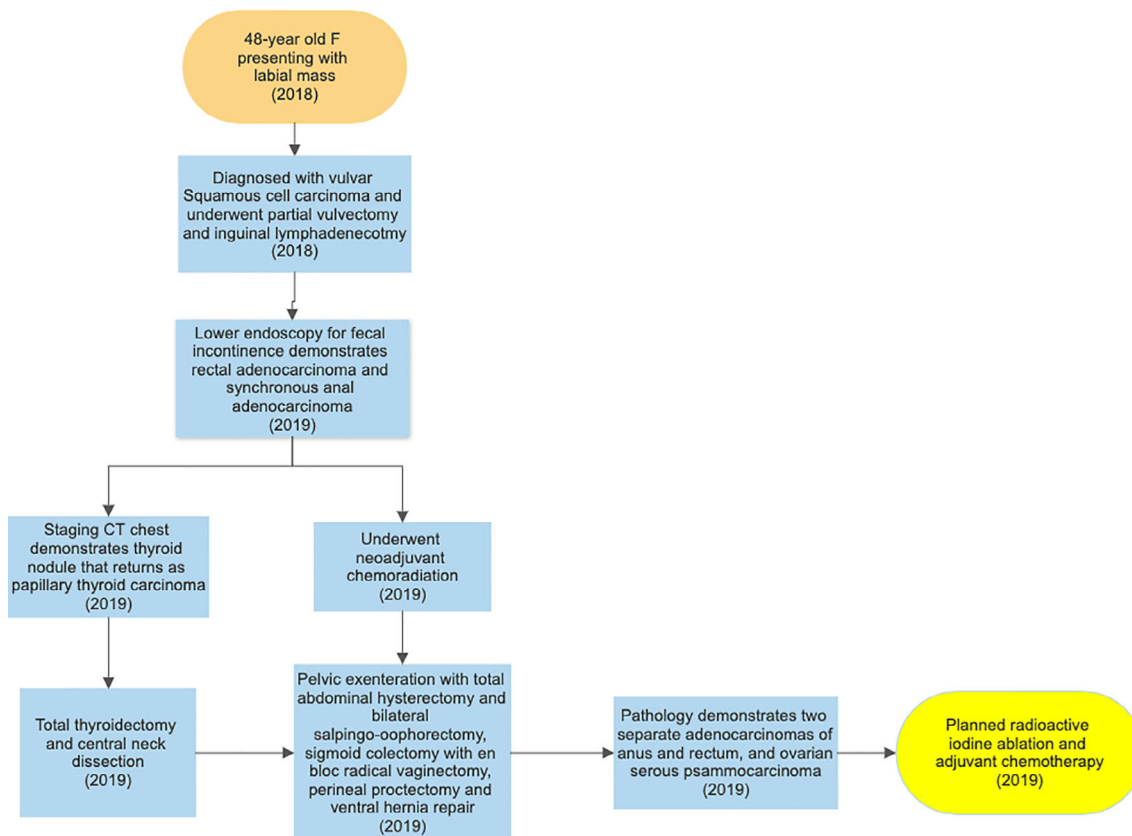 48-year old F
presenting with
labial mass
(2018)
Diagnosed with vulvar
Squamous cell carcinoma and
underwent partial vulvectomy
and inguinal lymphadenecotmy
(2018)
Lower endoscopy for fecal
incontinence demonstrates
rectal adenocarcinoma and
synchronous anal
adenocarcinoma
(2019)
Staging CT chest
demonstrates thyroid
nodule that returns as
papillary thyroid carcinoma
(2019)
Underwent
neoadjuvant
chemoradiation
(2019)
Total thyroidectomy
and central neck
dissection
(2019)
Pelvic exenteration with total
abdominal hysterectomy and
bilateral
salpingo-oophorectomy,
sigmoid colectomy with en
bloc radical vaginectomy,
perineal proctectomy and
ventral hernia repair
(2019)
Pathology demonstrates two
separate adenocarcinomas of
anus and rectum, and ovarian
serous psammocarcinoma
(2019)
Planned radioactive
iodine ablation and
adjuvant chemotherapy
(2019)